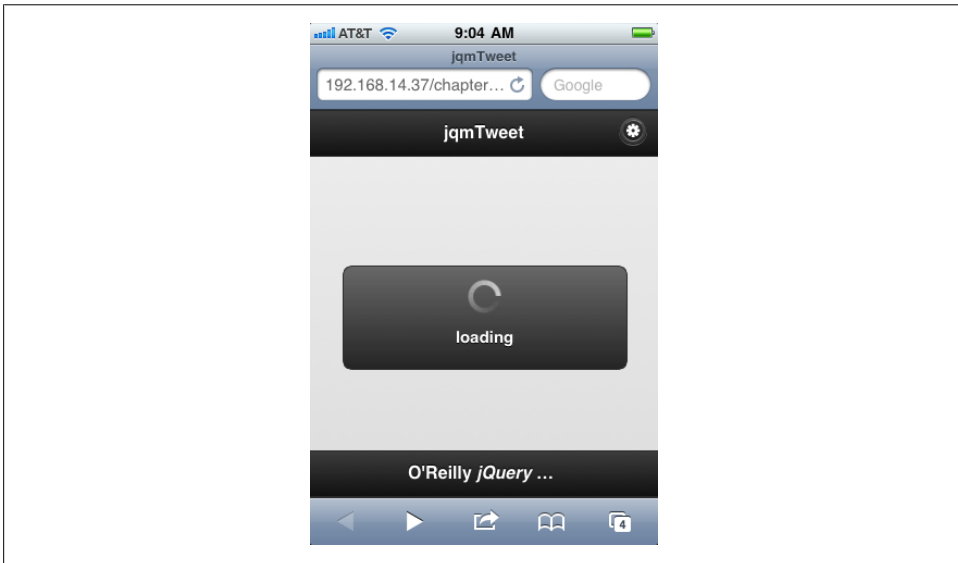 AT&T 9:04 AM
jqmTweet
192.168.14.37/chapter... Google
jqmTweet
loading
O'Reilly jQuery ...
4